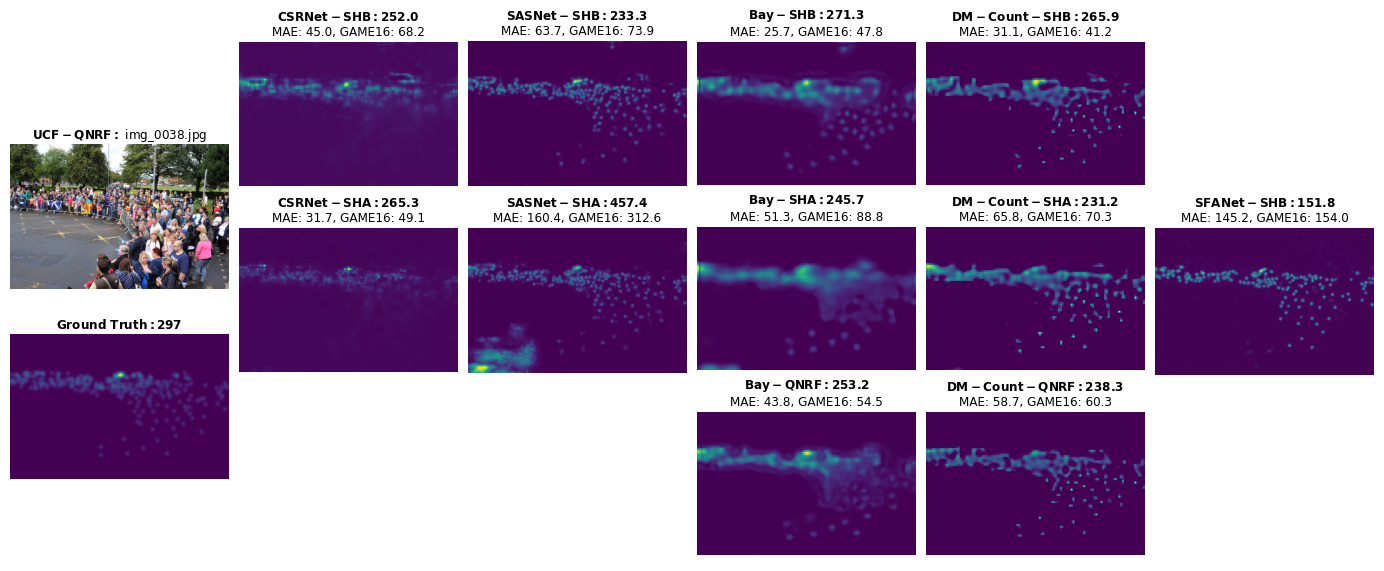 CSRNet − SHB : 252.0
MAE: 45.0, GAME16: 68.2
SASNet − SHB : 233.3
MAE: 63.7, GAME16: 73.9
Bay − SHB : 271.3
MAE: 25.7, GAME16: 47.8
DM − Count − SHB : 265.9
MAE: 31.1, GAME16: 41.2
UCF − QNRF : img_0038.jpg
CSRNet − SHA : 265.3
MAE: 31.7, GAME16: 49.1
SASNet − SHA : 457.4
MAE: 160.4, GAME16: 312.6
Bay − SHA : 245.7
MAE: 51.3, GAME16: 88.8
DM − Count − SHA : 231.2
MAE: 65.8, GAME16: 70.3
SFANet − SHB : 151.8
MAE: 145.2, GAME16: 154.0
Ground Truth : 297
Bay − QNRF : 253.2
MAE: 43.8, GAME16: 54.5
DM − Count − QNRF : 238.3
MAE: 58.7, GAME16: 60.3